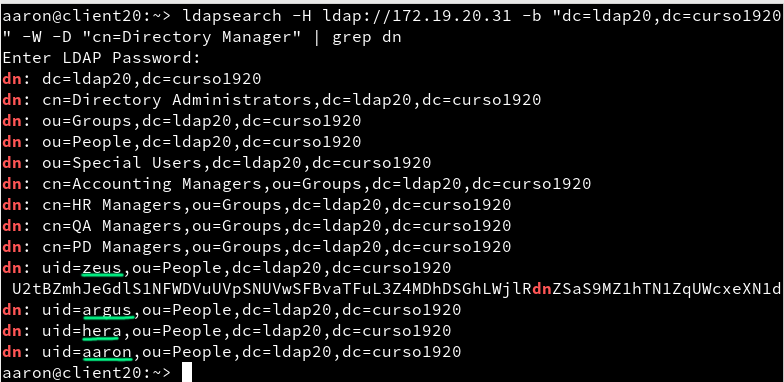 aaron@client20:~> ldapsearch -H ldap://172.19.20.31 -b "dc=ldap20,dc=curso1920
" -W -D "cn=Directory Manager" | grep dn
Enter LDAP Password:
dn: dc=ldap20,dc=curso1920
dn: cn=Directory Administrators,dc=ldap20,dc=curso1920
dn: ou=Groups,dc=ldap20,dc=curso1920
dn: ou=People,dc=ldap20,dc=curso1920
dn: ou=Special Users,dc=ldap20,dc=curso1920
dn: cn=Accounting Managers,ou=Groups,dc=ldap20,dc=curso1920
dn: cn=HR Managers,ou=Groups,dc=ldap20,dc=curso1920
dn: cn=QA Managers,ou=Groups,dc=ldap20,dc=curso1920
dn: cn=PD Managers,ou=Groups,dc=ldap20,dc=curso1920
dn: uid=zeus,ou=People,dc=ldap20,dc=curso1920
U2tBZmhJeGdlS1NFWDVuUVpSNUVwSFBvaTFuL3Z4MDhDSGhLWjlRdnZSaS9MZ1hTN1ZqUWcxeXN1d
dn: uid=argus,ou=People,dc=ldap20,dc=curso1920
dn: uid=hera,ou=People,dc=ldap20,dc=curso1920
dn: uid=aaron,ou=People,dc=ldap20,dc=curso1920
aaron@client20:~>